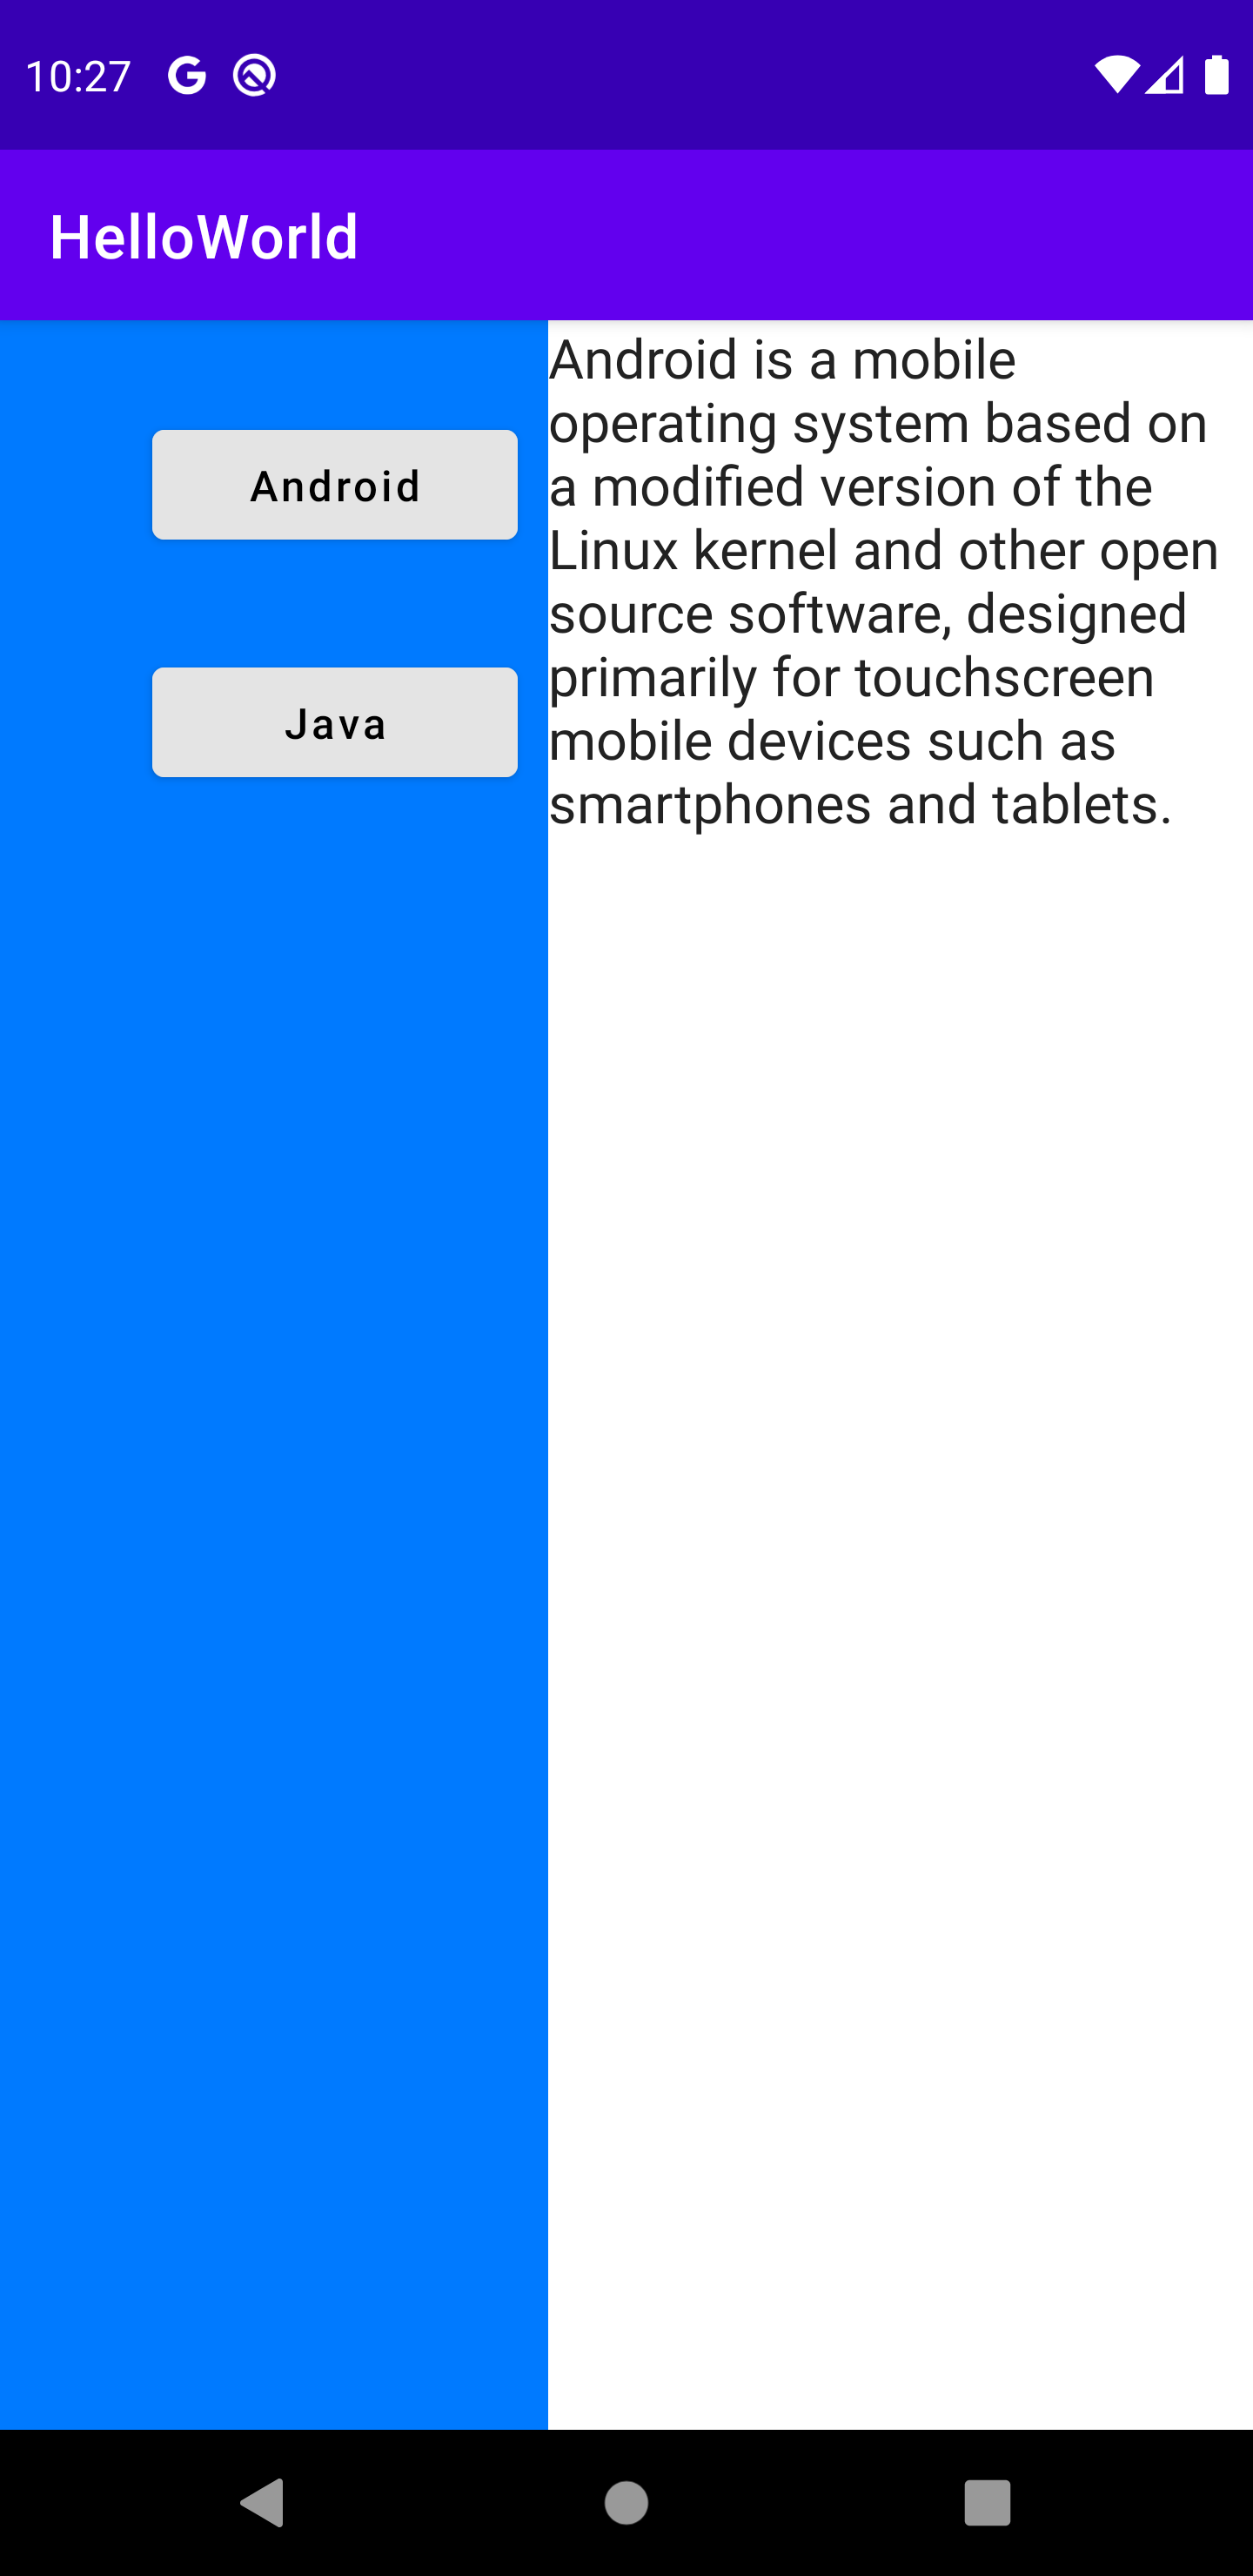 10:27
HelloWorld
Android
Java
Android is a mobile
operating system based on
a modified version of the
Linux kernel and other open
source software, designed
primarily for touchscreen
mobile devices such as
smartphones and tablets.